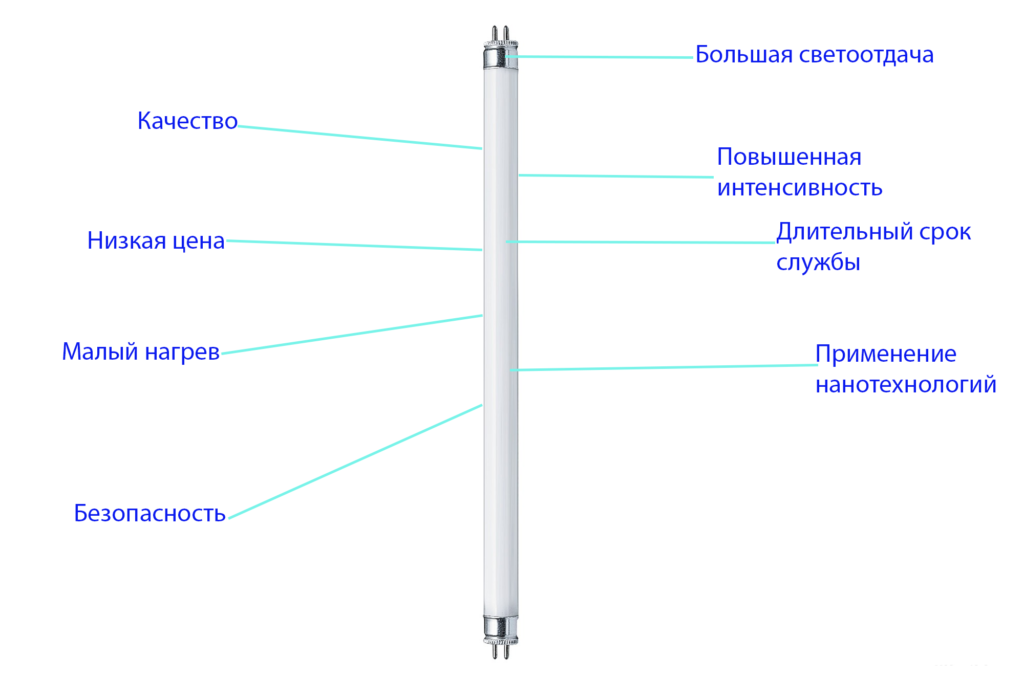 Большая светоотдача
Качество
Повышенная
интенсивность
Низкая цена
Длительный срок
службы
Малый нагрев
Применение
нанотехнологий
Безопасность